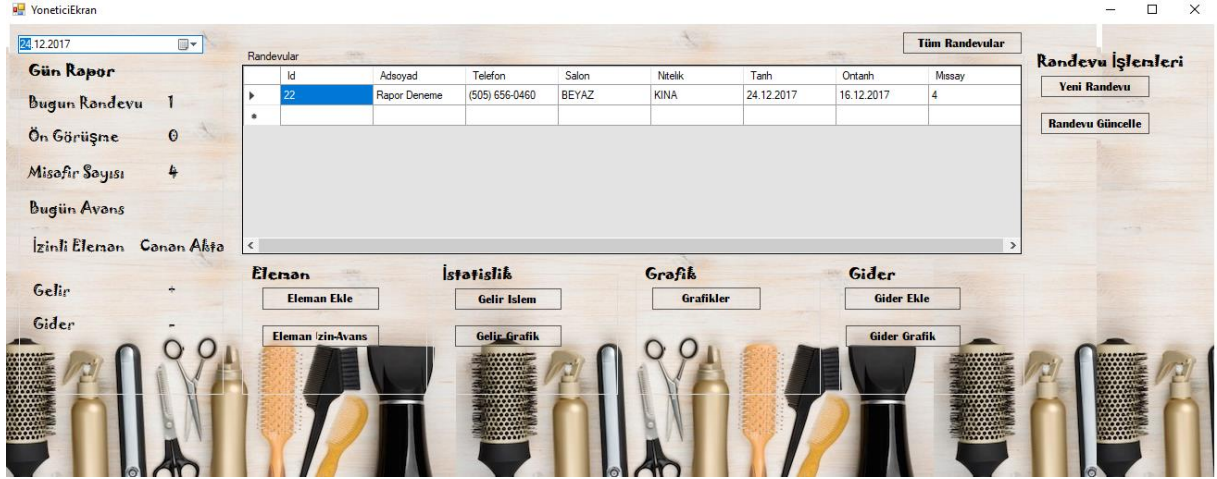 YoneticiEkran
24.12.2017
Gün Rapor
Bugun Randevu 1
Ön Görüşme 0
Misafir Sayısı 4
Bugün Avans
İzinli Eleman Canan Akta
Gelir +
Gider -
Randevular
Tüm Randevular
Id Adsoyad Telefon Salon Nitelik Tarih Ontarih Missay
22 Rapor Deneme (505) 656-0460 BEYAZ KINA 24.12.2017 16.12.2017 4
Randevu İşlemleri
Yeni Randevu
Randevu Güncelle
Eleman
Eleman Ekle
Eleman Izin-Avans
İstatislik
Gelir Islem
Gelir Grafik
Grafik
Grafikler
Gider
Gider Ekle
Gider Grafik